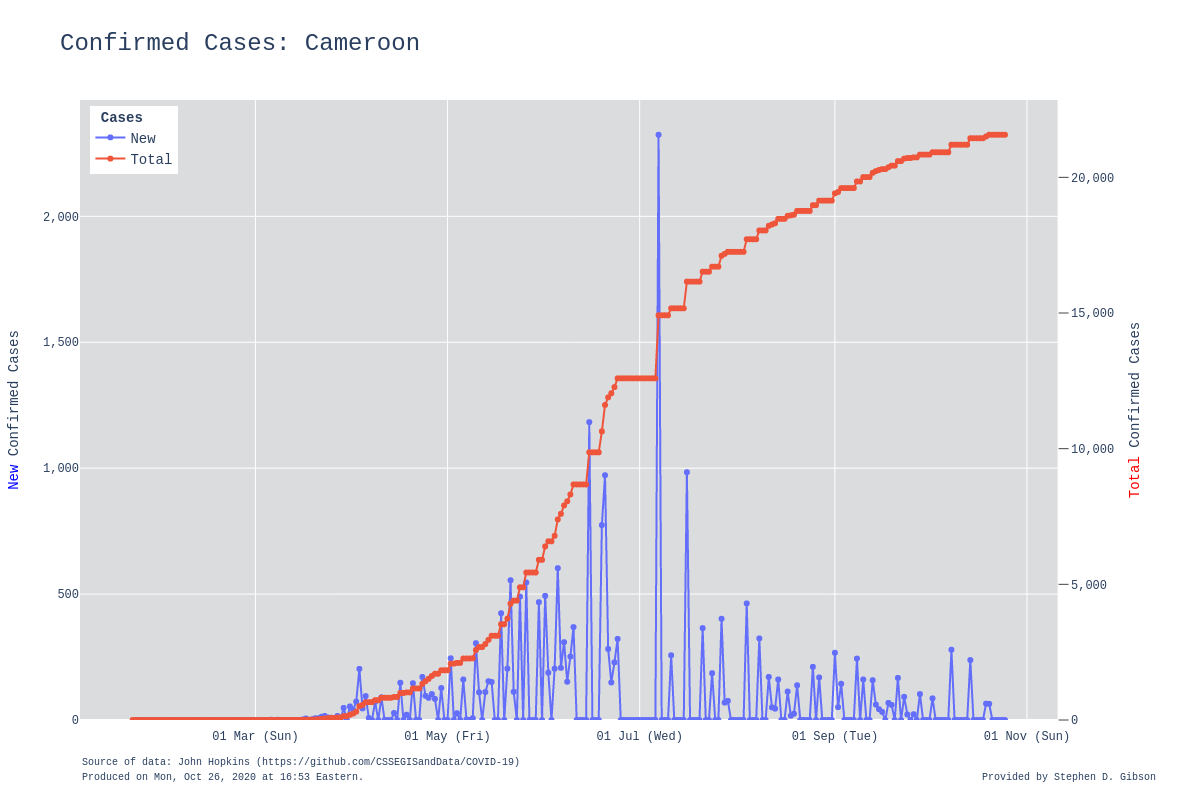 Confirmed Cases: Cameroon
Cases
New
Total
2,000
1,500
1,000
500
0
New Confirmed Cases
20,000
15,000
10,000
5,000
0
Total Confirmed Cases
01 Mar (Sun)
01 May (Fri)
01 Jul (Wed)
01 Sep (Tue)
01 Nov (Sun)
Source of data: John Hopkins (https://github.com/CSSEGISandData/COVID-19)
Produced on Mon, Oct 26, 2020 at 16:53 Eastern.
Provided by Stephen D. Gibson